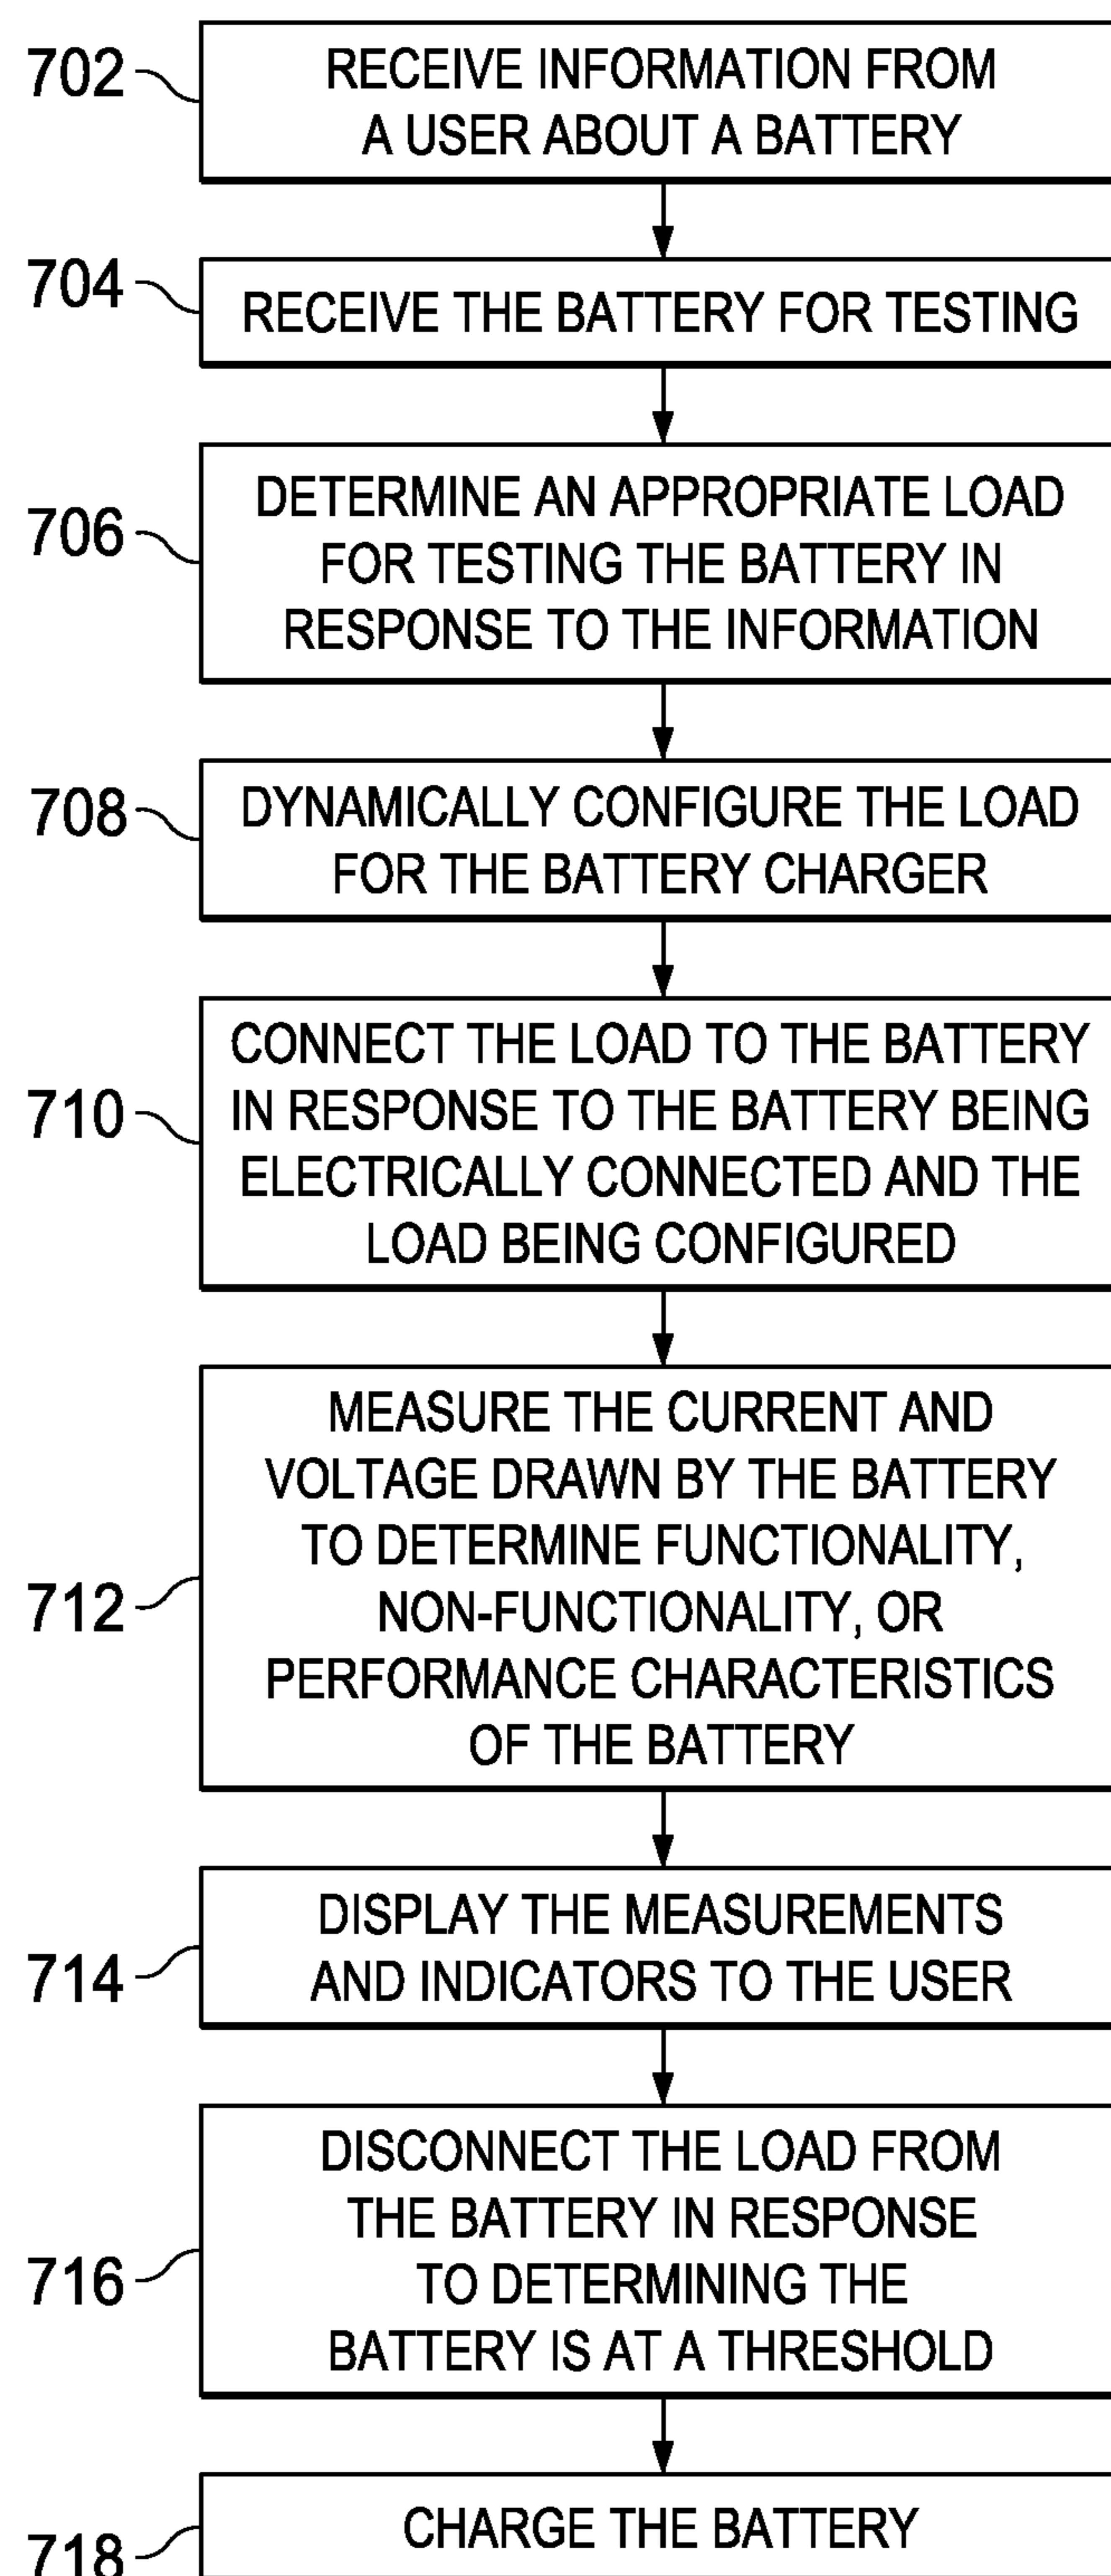 702
RECEIVE INFORMATION FROM
A USER ABOUT A BATTERY
704
RECEIVE THE BATTERY FOR TESTING
706
DETERMINE AN APPROPRIATE LOAD
FOR TESTING THE BATTERY IN
RESPONSE TO THE INFORMATION
708
DYNAMICALLY CONFIGURE THE LOAD
FOR THE BATTERY CHARGER
710
CONNECT THE LOAD TO THE BATTERY
IN RESPONSE TO THE BATTERY BEING
ELECTRICALLY CONNECTED AND THE
LOAD BEING CONFIGURED
712
MEASURE THE CURRENT AND
VOLTAGE DRAWN BY THE BATTERY
TO DETERMINE FUNCTIONALITY,
NON-FUNCTIONALITY, OR
PERFORMANCE CHARACTERISTICS
OF THE BATTERY
714
DISPLAY THE MEASUREMENTS
AND INDICATORS TO THE USER
716
DISCONNECT THE LOAD FROM
THE BATTERY IN RESPONSE
TO DETERMINING THE
BATTERY IS AT A THRESHOLD
718
CHARGE THE BATTERY